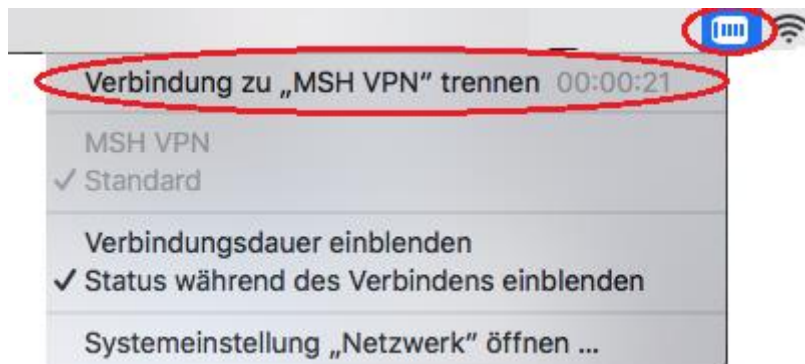 Verbindung zu „MSH VPN“ trennen 00:00:21
MSH VPN
✓ Standard
Verbindungsdauer einblenden
✓ Status während des Verbindens einblenden
Systemeinstellung „Netzwerk“ öffnen ...